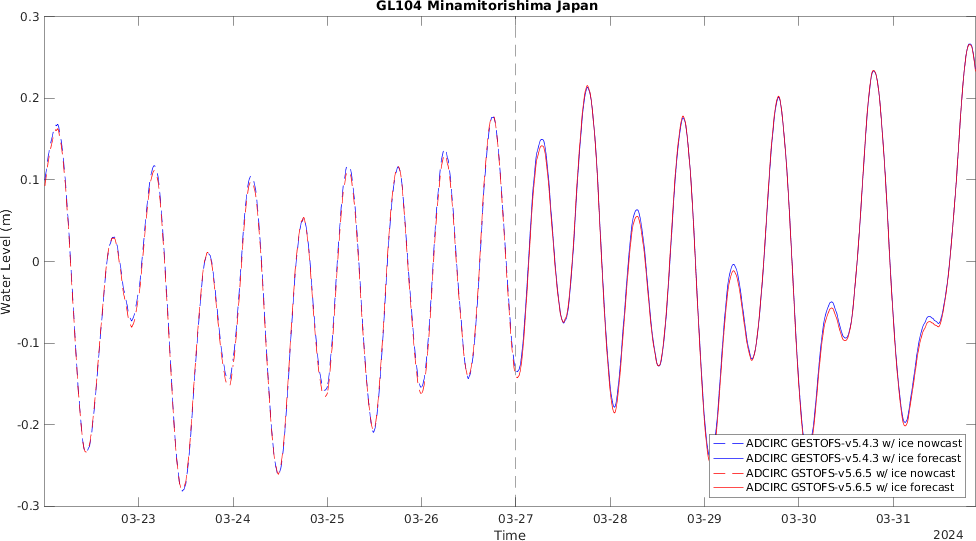 GL104 Minamitorishima Japan
0.3
0.2
0.1
0
-0.1
-0.2
-0.3
Water Level (m)
03-23 03-24 03-25 03-26 03-27 03-28 03-29 03-30 03-31
Time
2024
ADCIRC GESTOFS-v5.4.3 w/ ice nowcast
ADCIRC GESTOFS-v5.4.3 w/ ice forecast
ADCIRC GSTOFS-v5.6.5 w/ ice nowcast
ADCIRC GSTOFS-v5.6.5 w/ ice forecast